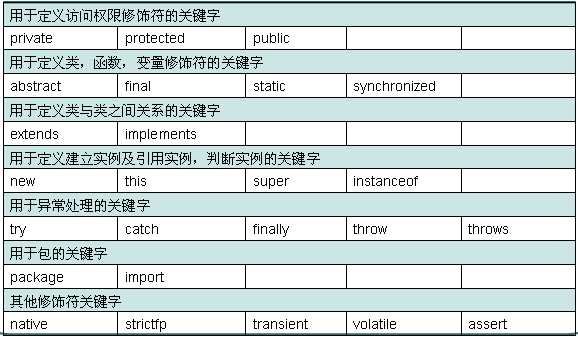 用于定义访问权限修饰符的关键字
private protected public
用于定义类，函数，变量修饰符的关键字
abstract final static synchronized
用于定义类与类之间关系的关键字
extends implements
用于定义建立实例及引用实例，判断实例的关键字
new this super instanceof
用于异常处理的关键字
try catch finally throw throws
用于包的关键字
package import
其他修饰符关键字
native strictfp transient volatile assert